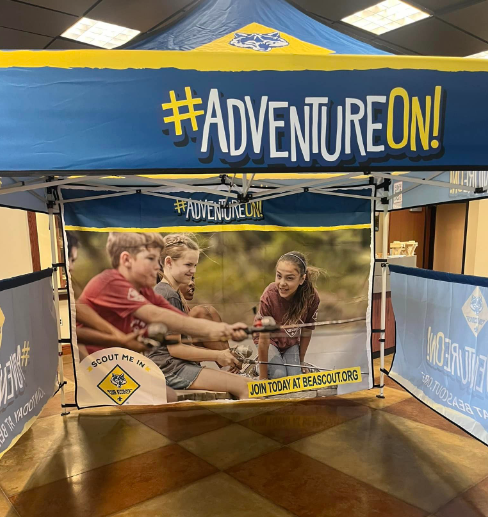 #ADVENTUREON!
#ADVENTUREON!
SCOUT ME IN
JOIN TODAY AT BEASCOUT.ORG